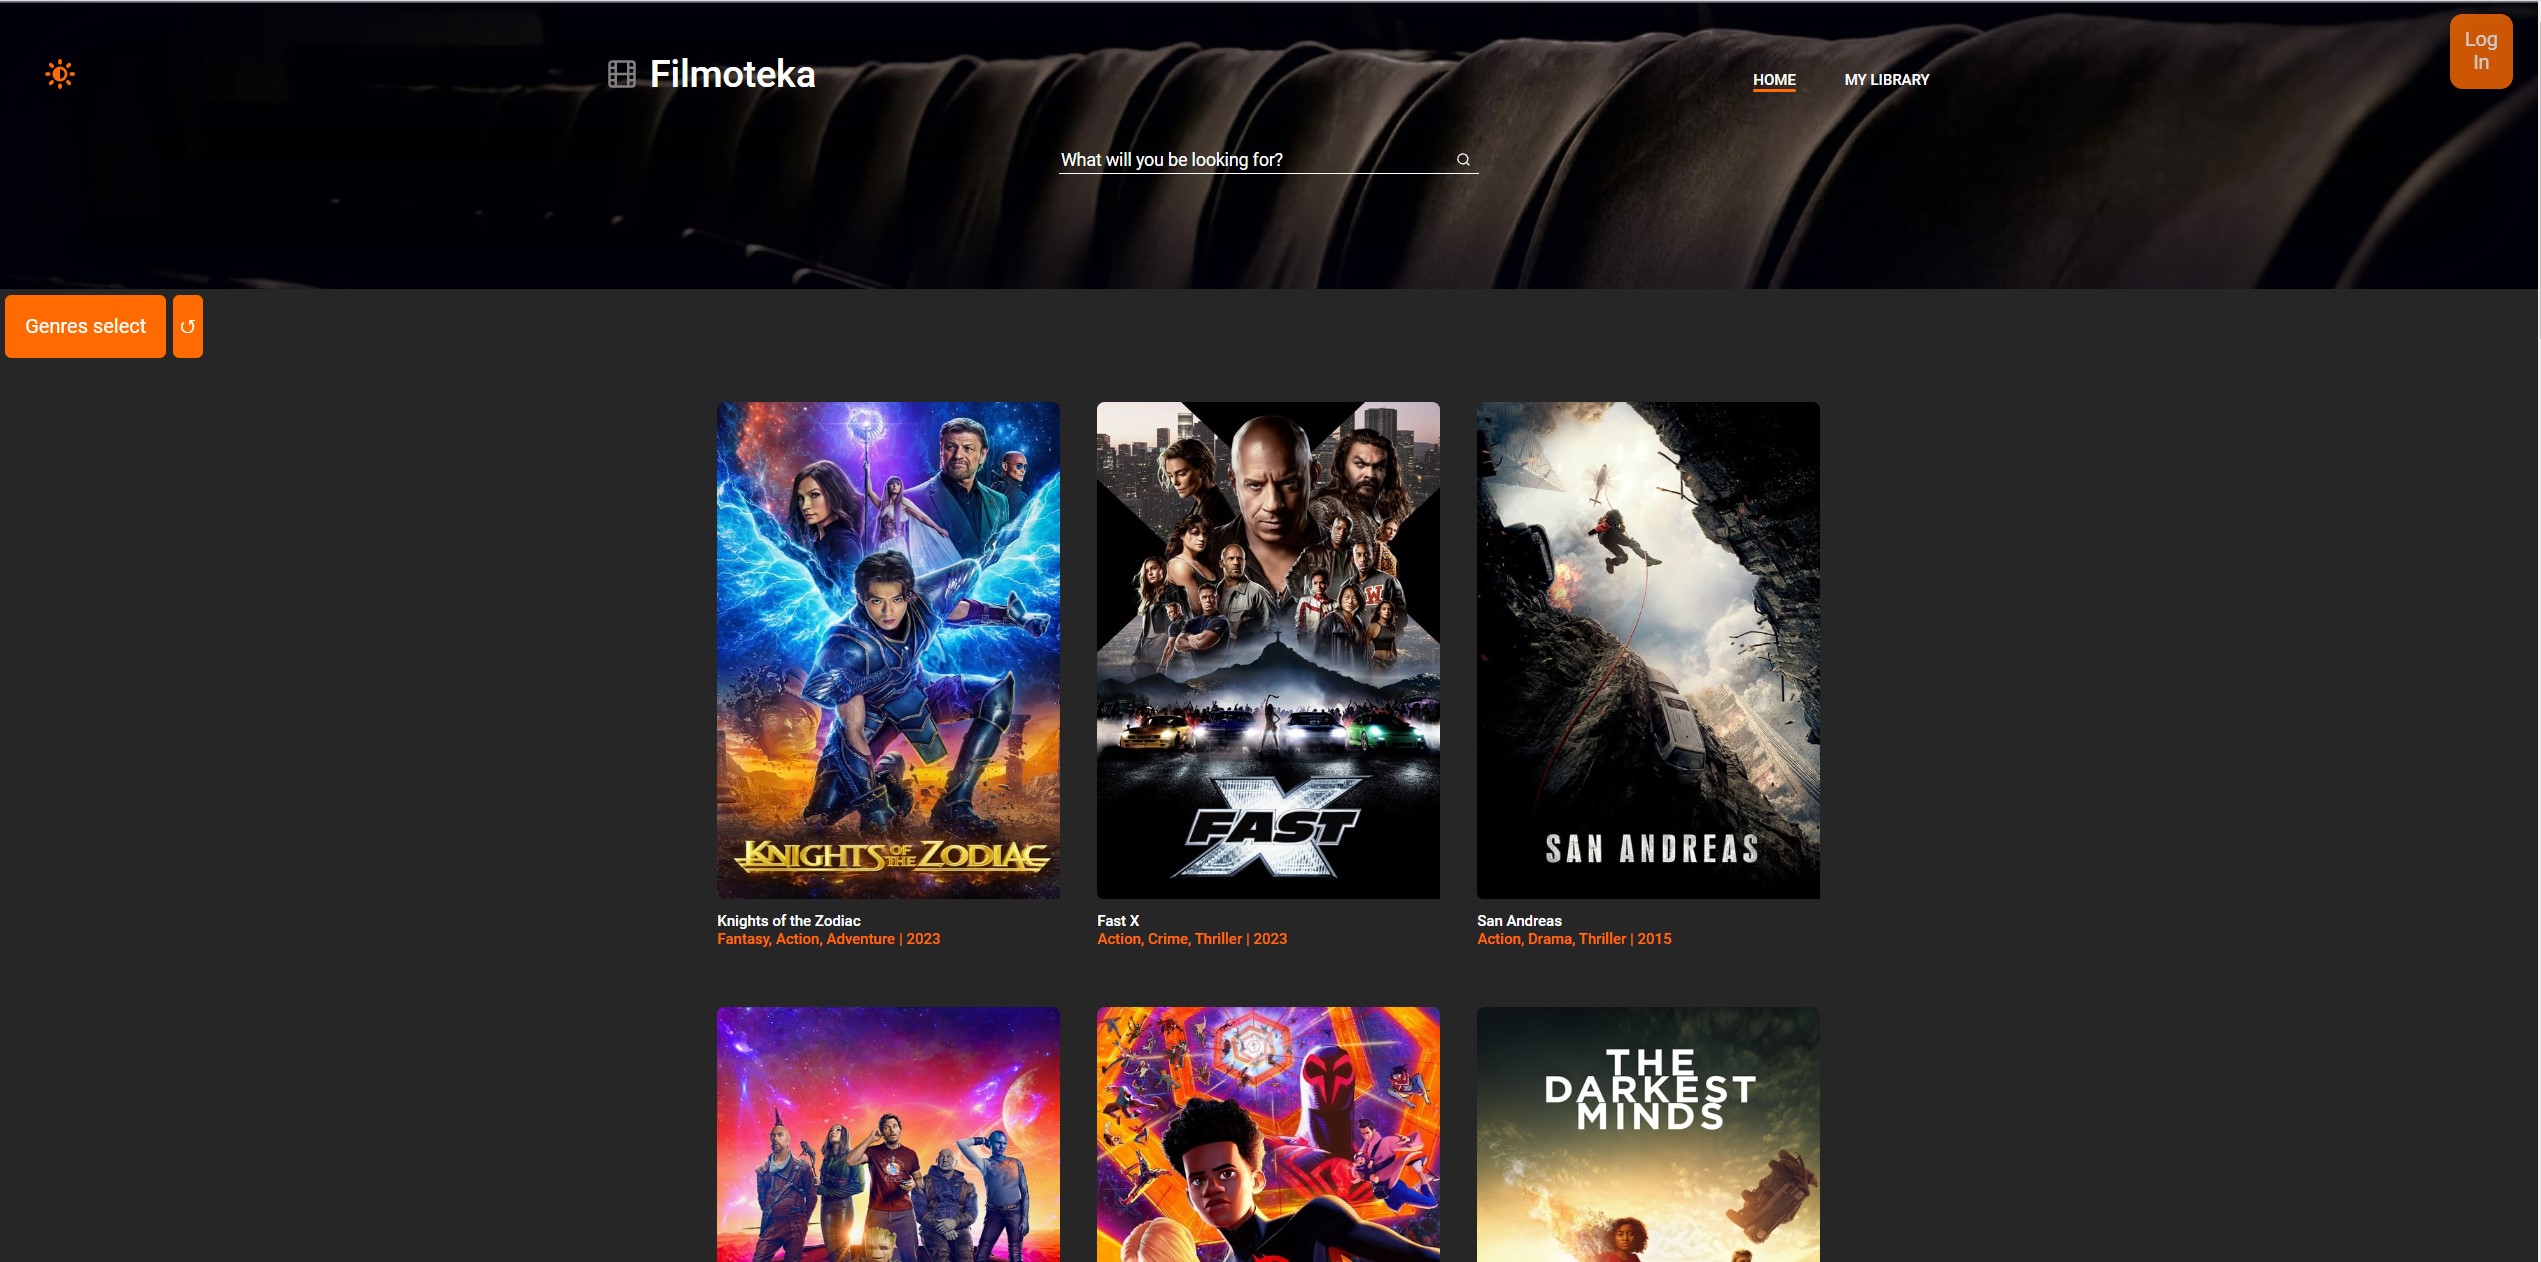 Filmoteka
HOME
MY LIBRARY
Log
In
What will you be looking for?
Genres select
KNIGHTS OF THE ZODIAC
FAST X
SAN ANDREAS
Knights of the Zodiac
Fantasy, Action, Adventure | 2023
Fast X
Action, Crime, Thriller | 2023
San Andreas
Action, Drama, Thriller | 2015
THE
DARKEST
MINDS